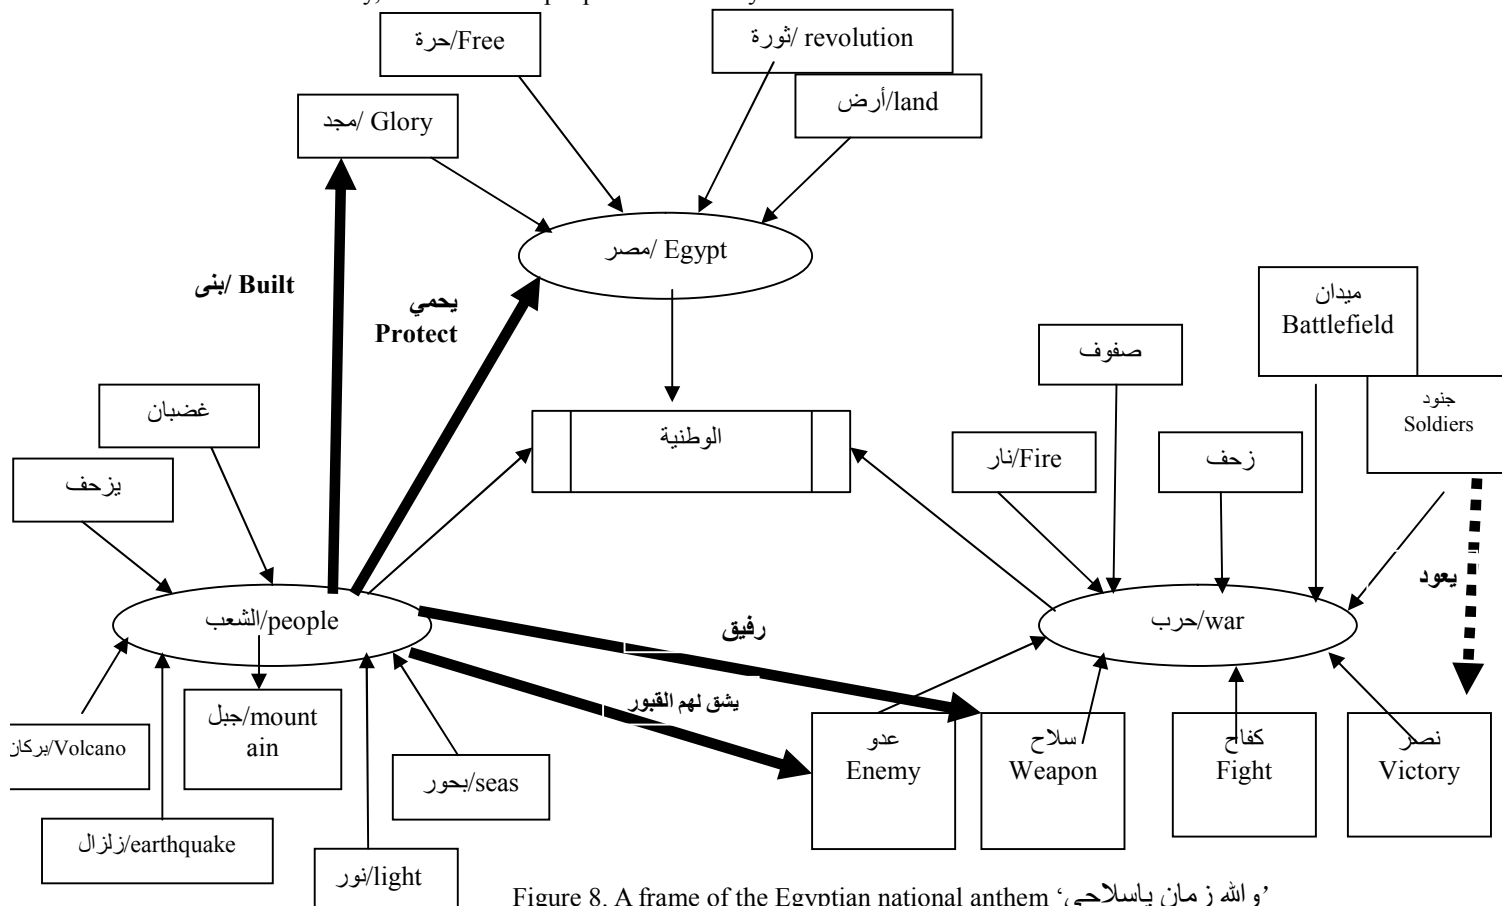 حرة/Free
ثورة/ revolution
مجد/ Glory
أرض/land
مصر/ Egypt
بنى/ Built
يحمي
Protect
ميدان
Battlefield
صفوف
جنود
Soldiers
غضبان
الوطنية
نار/Fire
زحف
يزحف
يعود
الشعب/people
رفيق
حرب/war
يشق لهم القبور
جبل/mount
ain
بركان/Volcano
بحور/seas
عدو
Enemy
سلاح
Weapon
كفاح
Fight
نصر
Victory
زلزال/earthquake
نور/light
Figure 8. A frame of the Egyptian national anthem ‘والله زمان ياسلاحي’